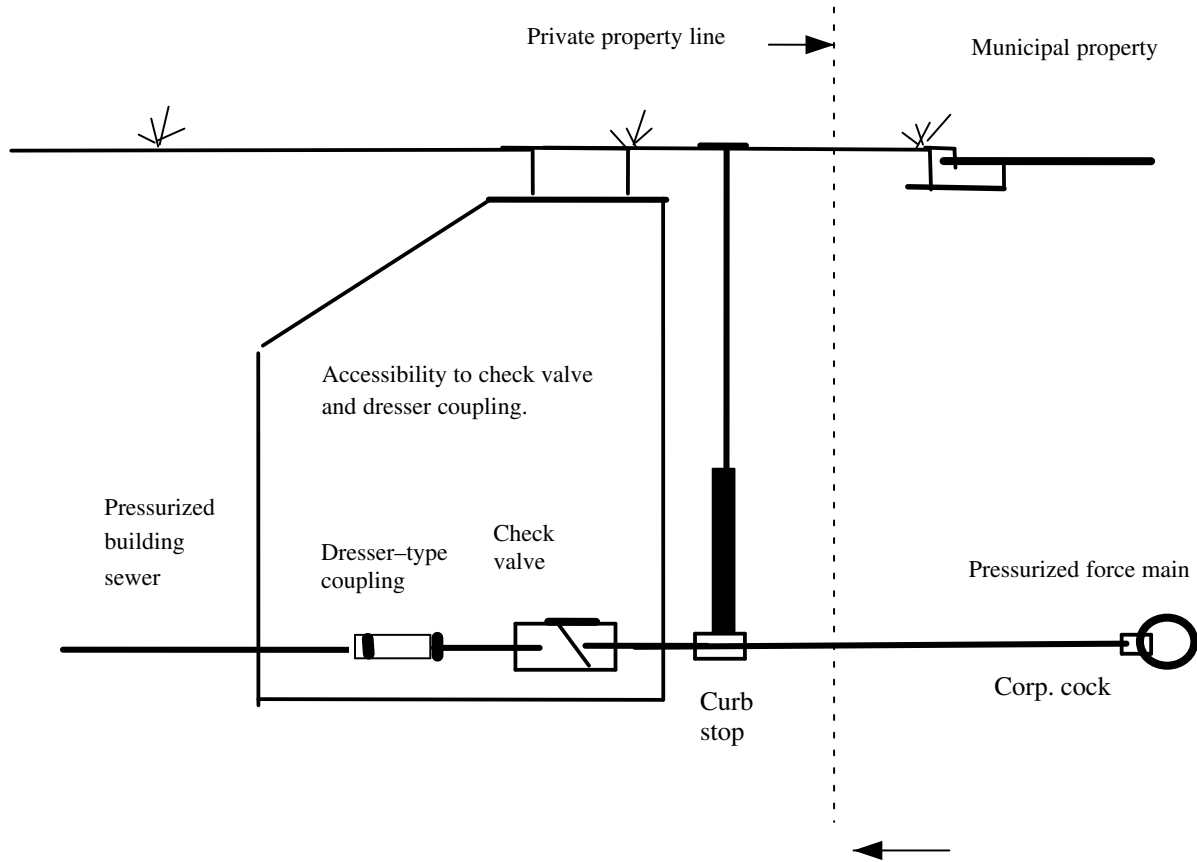 Private property line
Municipal property
Accessibility to check valve
and dresser coupling.
Pressurized
building
sewer
Dresser–type
coupling
Check
valve
Pressurized force main
Corp. cock
Curb
stop